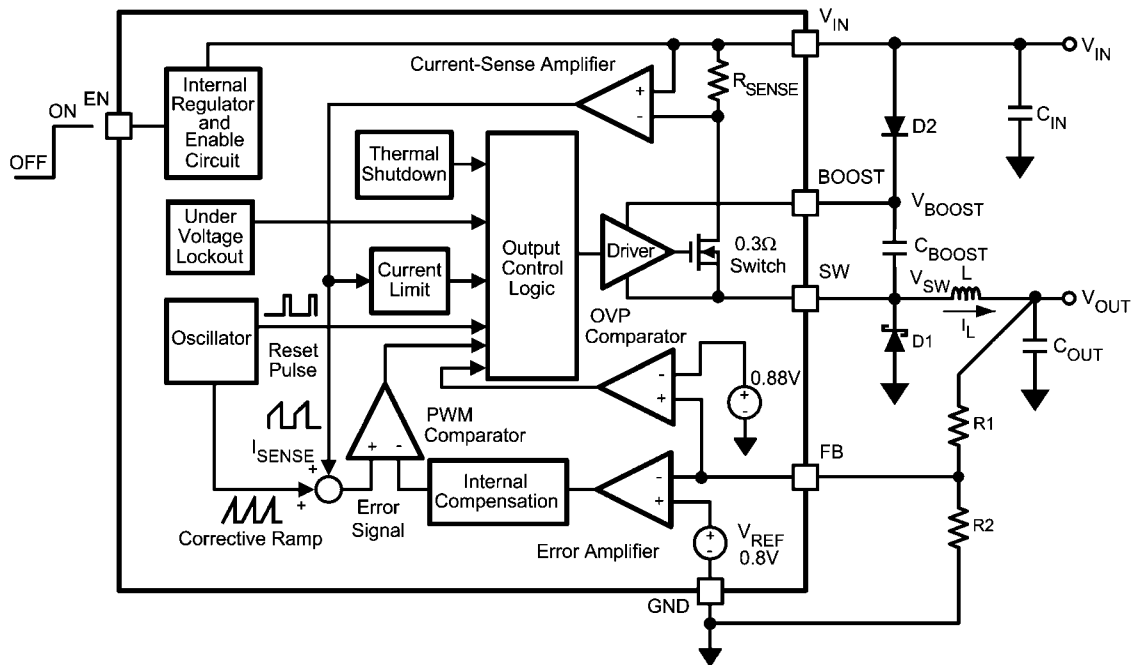 V_IN
V_IN
Current-Sense Amplifier
R_SENSE
+
-
C_IN
D2
EN
ON
OFF
Internal
Regulator
and
Enable
Circuit
Thermal
Shutdown
BOOST
V_BOOST
Under
Voltage
Lockout
Output
Control
Logic
Driver
0.3Ω
Switch
C_BOOST
Current
Limit
SW
V_SW
L
I_L
V_OUT
D1
C_OUT
Oscillator
Reset
Pulse
OVP
Comparator
-
+
0.88V
+
-
PWM
Comparator
+
-
I_SENSE
+
+
Error
Signal
Corrective Ramp
Internal
Compensation
-
+
Error Amplifier
+
-
V_REF
0.8V
FB
R1
R2
GND